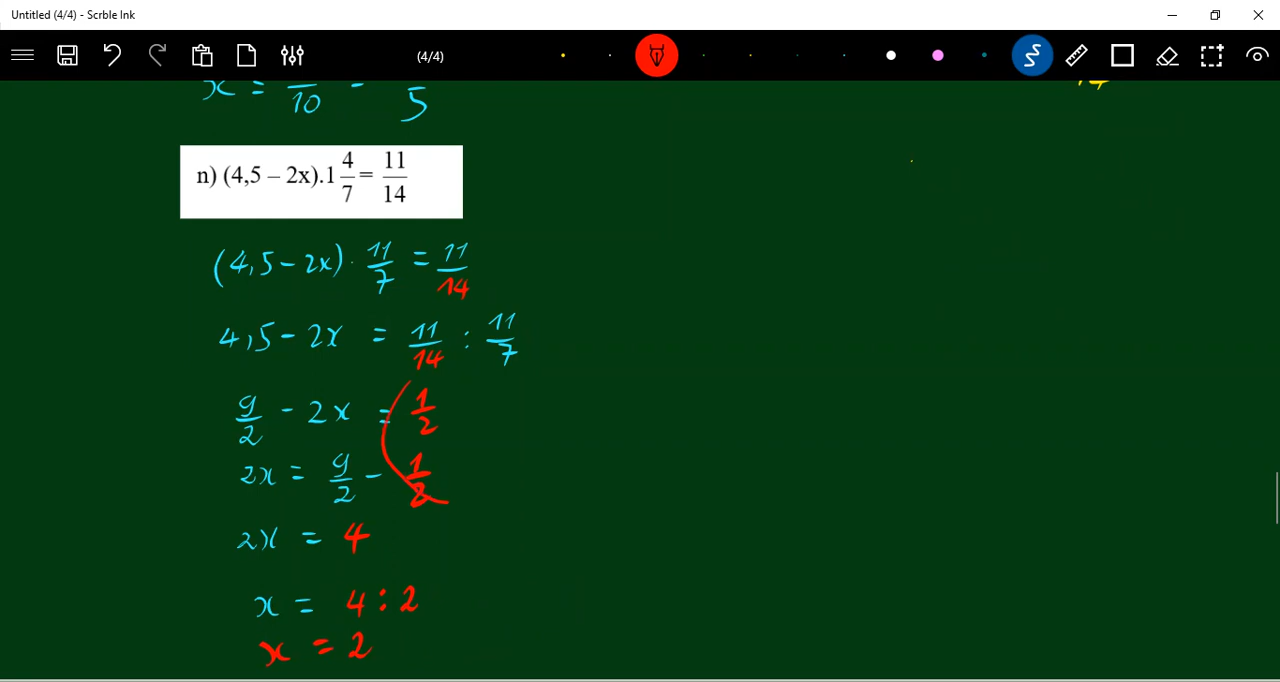 Untitled (4/4) - Scrble Ink
(4/4)
x = /10 = /5
14
n) (4,5 – 2x).1 4/7 = 11/14
(4,5 - 2x) · 11/7 = 11/14
4,5 - 2x = 11/14 : 11/7
9/2 - 2x = 1/2
2x = 9/2 - 1/2
2x = 4
x = 4 : 2
x = 2